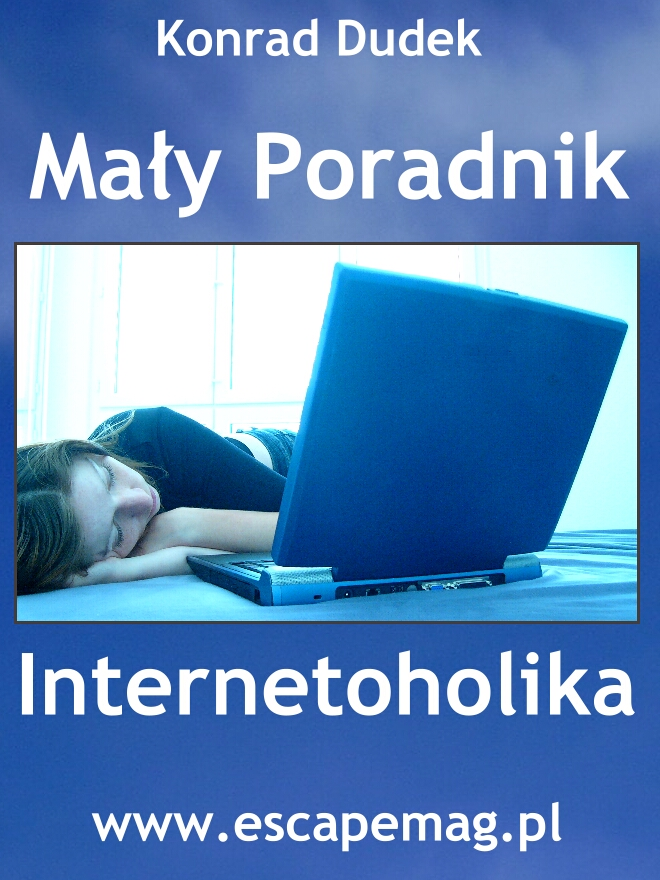 Konrad Dudek
Mały Poradnik
Internetoholika
www.escapemag.pl